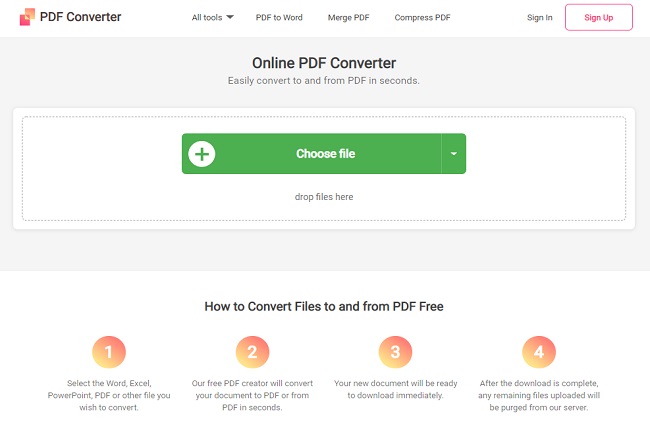 PDF Converter
All tools PDF to Word Merge PDF Compress PDF Sign In Sign Up
Online PDF Converter
Easily convert to and from PDF in seconds.
Choose file
drop files here
How to Convert Files to and from PDF Free
1
Select the Word, Excel,
PowerPoint, PDF or other file you
wish to convert.
2
Our free PDF creator will convert
your document to PDF or from
PDF in seconds.
3
Your new document will be ready
to download immediately.
4
After the download is complete,
any remaining files uploaded will
be purged from our server.